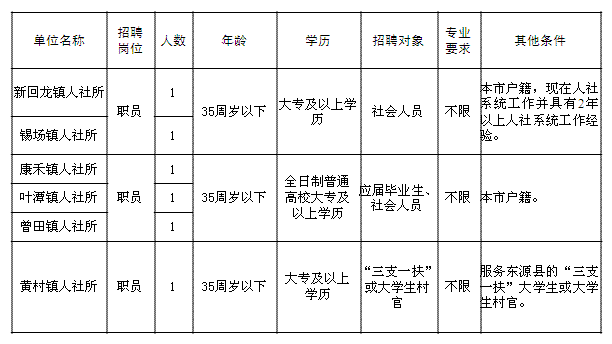 单位名称 招聘岗位 人数 年龄 学历 招聘对象 专业要求 其他条件
新回龙镇人社所 职员 1 35周岁以下 大专及以上学历 社会人员 不限 本市户籍，现在人社系统工作并具有2年以上人社系统工作经验。
锡场镇人社所 1
康禾镇人社所 职员 1 35周岁以下 全日制普通高校大专及以上学历 应届毕业生、社会人员 不限 本市户籍。
叶潭镇人社所 1
曾田镇人社所 1
黄村镇人社所 职员 1 35周岁以下 大专及以上学历 “三支一扶”或大学生村官 不限 服务东源县的“三支一扶”大学生或大学生村官。